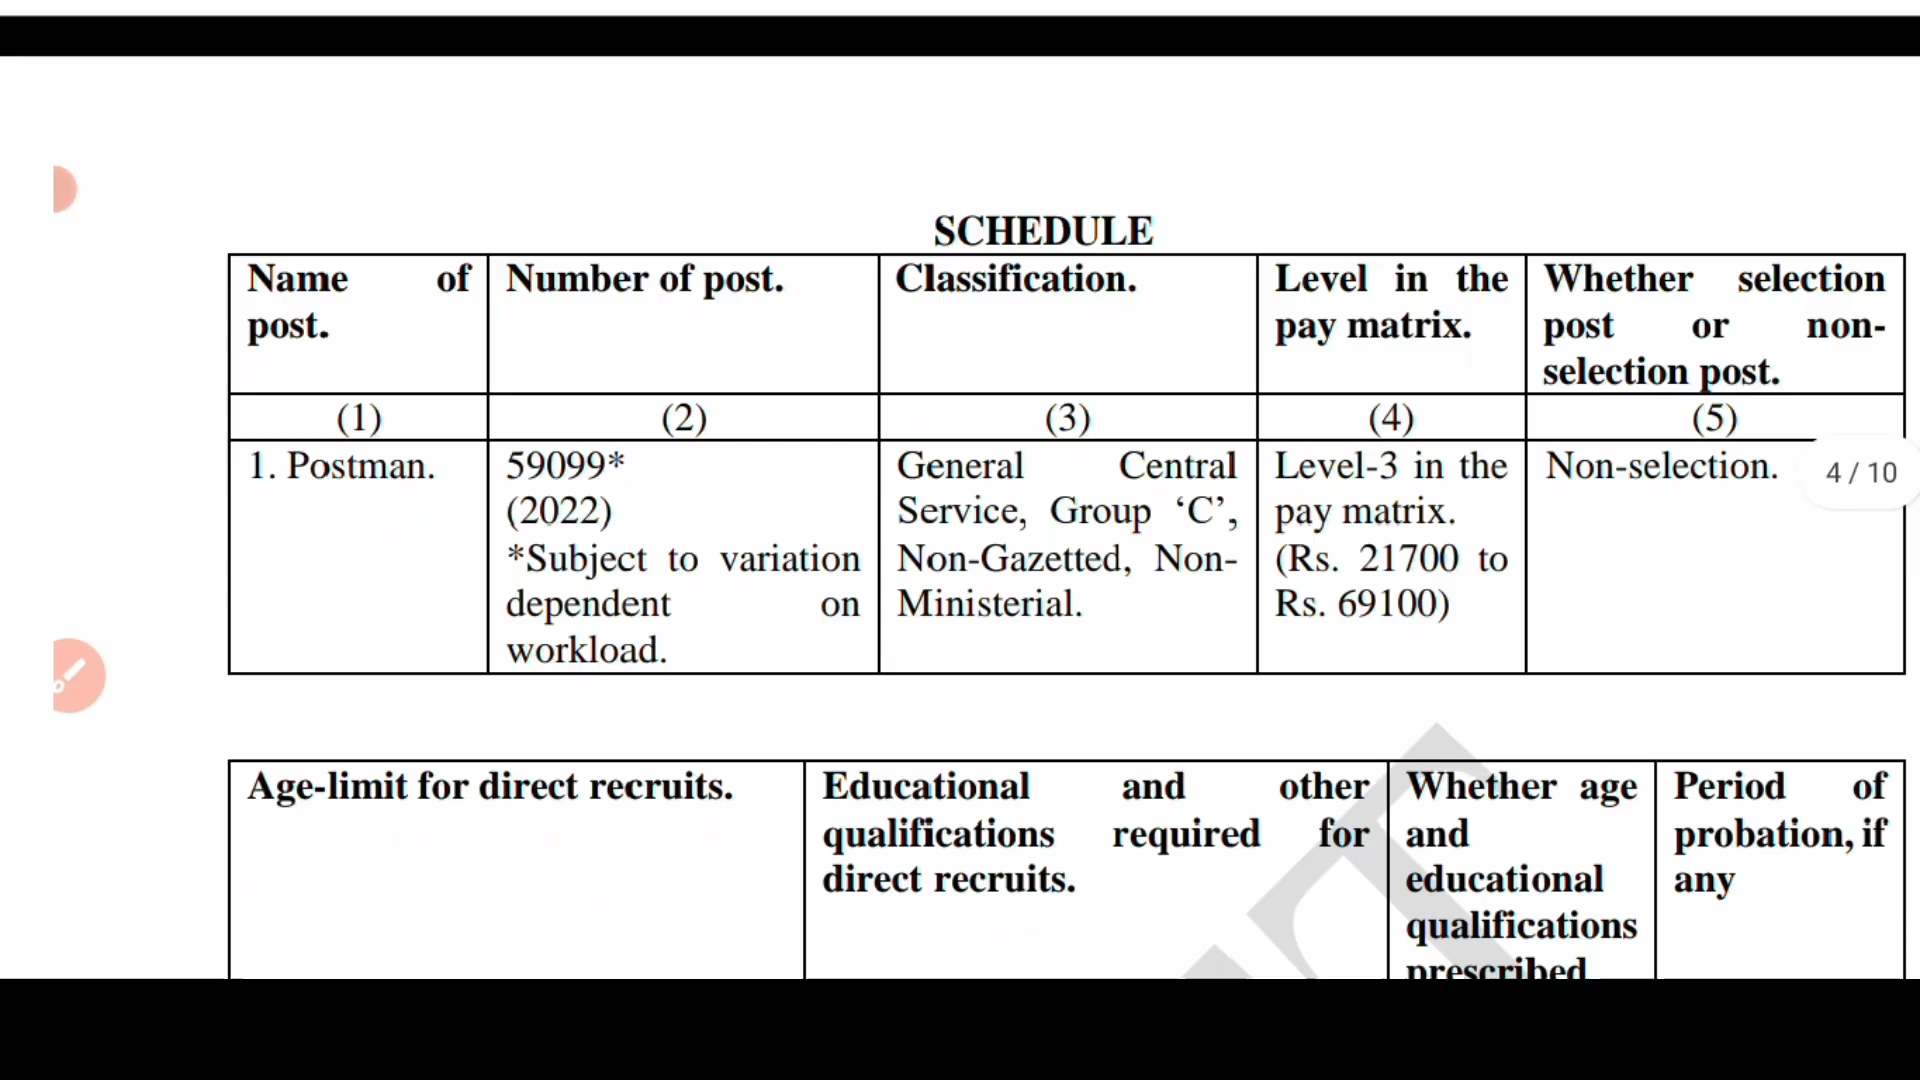 SCHEDULE
Name of
post.
Number of post.
Classification.
Level in the
pay matrix.
Whether selection
post or non-
selection post.
(1)
(2)
(3)
(4)
(5)
1. Postman.
59099*
(2022)
*Subject to variation
dependent on
workload.
General Central
Service, Group ‘C’,
Non-Gazetted, Non-
Ministerial.
Level-3 in the
pay matrix.
(Rs. 21700 to
Rs. 69100)
Non-selection.
4 / 10
Age-limit for direct recruits.
Educational and other
qualifications required for
direct recruits.
Whether age
and
educational
qualifications
prescribed
Period of
probation, if
any